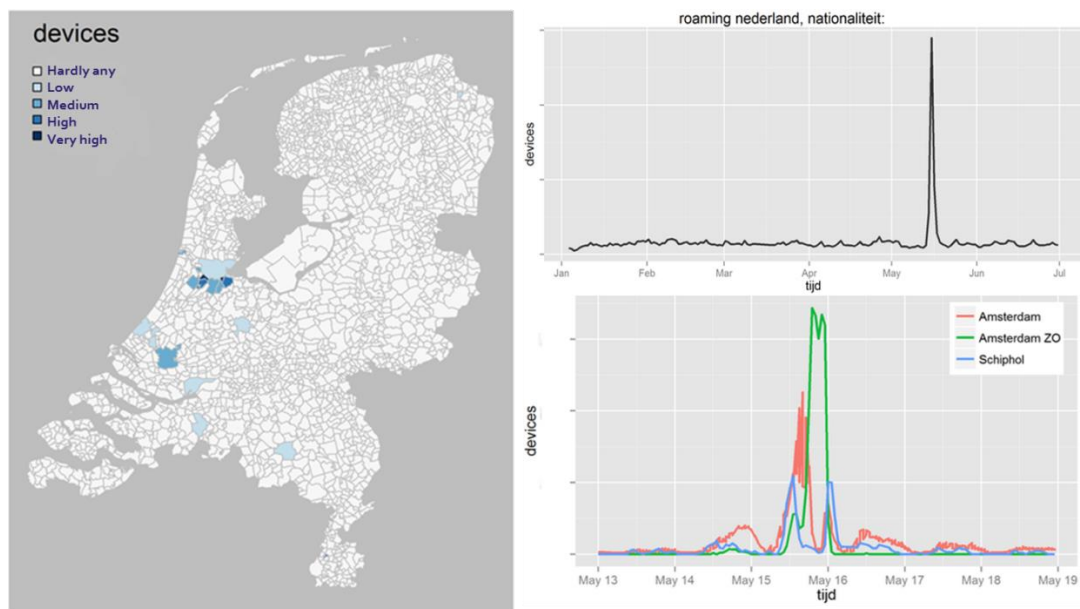 devices
Hardly any
Low
Medium
High
Very high
roaming nederland, nationaliteit:
devices
Jan Feb Mar Apr May Jun Jul
tijd
Amsterdam
Amsterdam ZO
Schiphol
devices
May 13 May 14 May 15 May 16 May 17 May 18 May 19
tijd